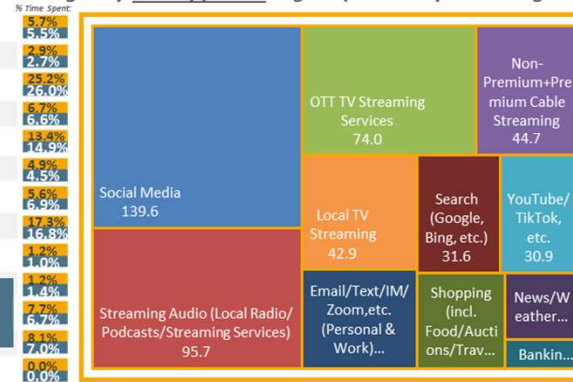 % Time Spent:
5.7%
5.5%
2.9%
2.7%
25.2%
26.0%
6.7%
6.6%
13.4%
14.9%
4.9%
4.5%
5.6%
6.9%
17.3%
16.8%
1.2%
1.0%
1.2%
1.4%
7.7%
6.7%
8.1%
7.0%
0.0%
0.0%
Social Media
139.6
Streaming Audio (Local Radio/
Podcasts/Streaming Services)
95.7
OTT TV Streaming
Services
74.0
Non-
Premium+Pre
mium Cable
Streaming
44.7
Local TV
Streaming
42.9
Search
(Google,
Bing, etc.)
31.6
YouTube/
TikTok,
etc.
30.9
Email/Text/IM/
Zoom,etc.
(Personal &
Work)...
Shopping
(incl.
Food/Aucti
ons/Trav...
News/W
eather...
Bankin...